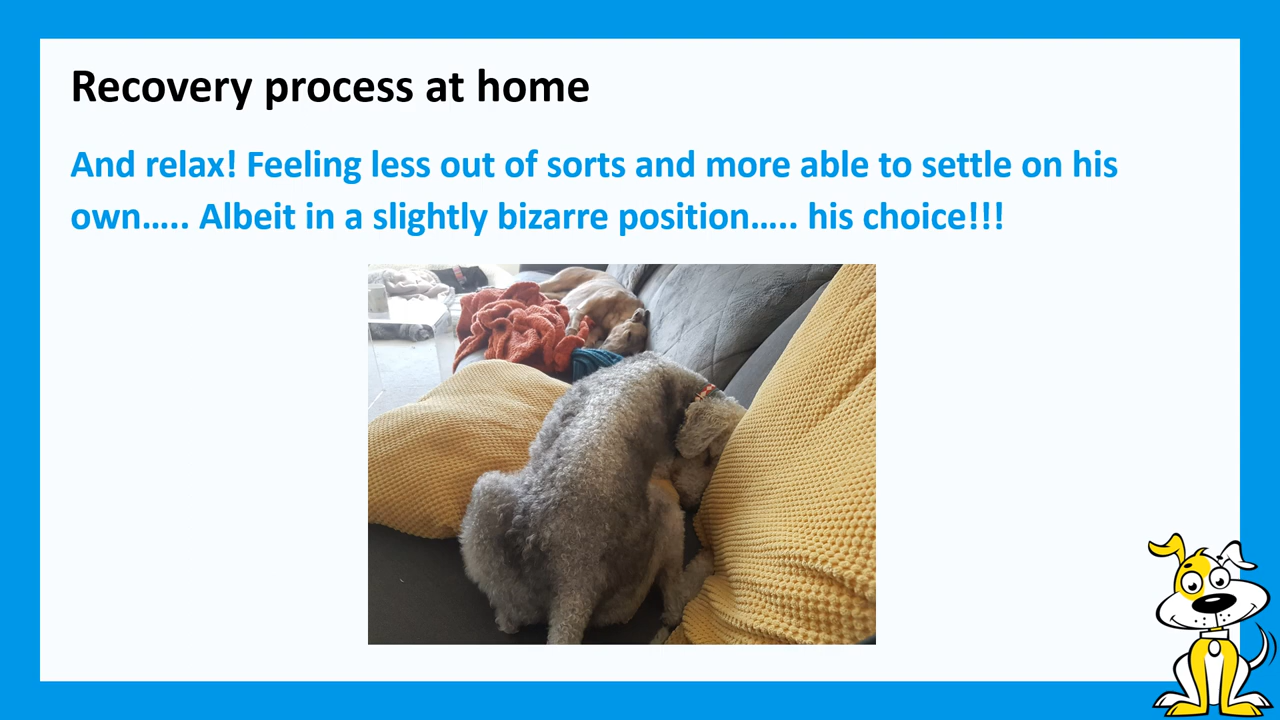 Recovery process at home
And relax! Feeling less out of sorts and more able to settle on his
own….. Albeit in a slightly bizarre position….. his choice!!!